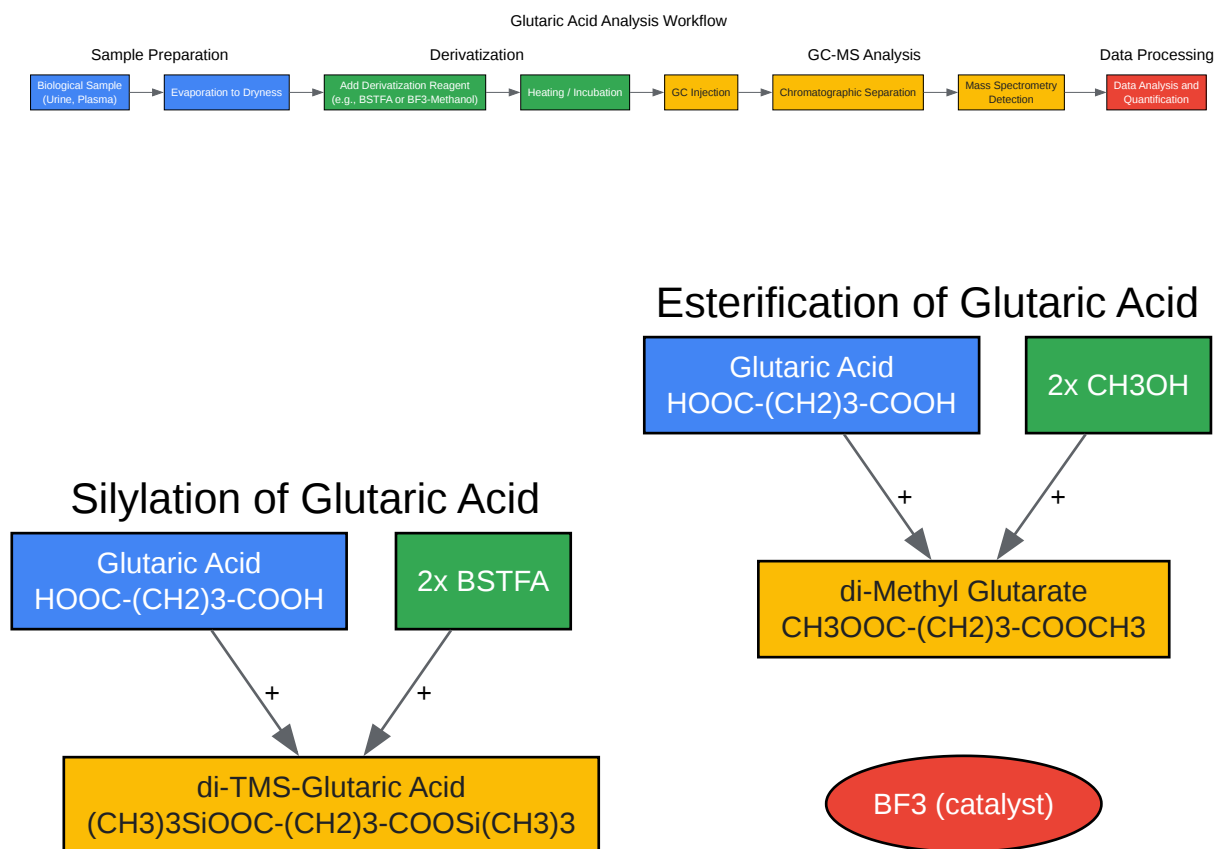 Glutaric Acid Analysis Workflow
Sample Preparation
Derivatization
GC-MS Analysis
Data Processing
Biological Sample
(Urine, Plasma)
Evaporation to Dryness
Add Derivatization Reagent
(e.g., BSTFA or BF3-Methanol)
Heating / Incubation
GC Injection
Chromatographic Separation
Mass Spectrometry
Detection
Data Analysis and
Quantification
Esterification of Glutaric Acid
Glutaric Acid
HOOC-(CH2)3-COOH
2x CH3OH
+
+
di-Methyl Glutarate
CH3OOC-(CH2)3-COOCH3
BF3 (catalyst)
Silylation of Glutaric Acid
Glutaric Acid
HOOC-(CH2)3-COOH
2x BSTFA
+
+
di-TMS-Glutaric Acid
(CH3)3SiOOC-(CH2)3-COOSi(CH3)3